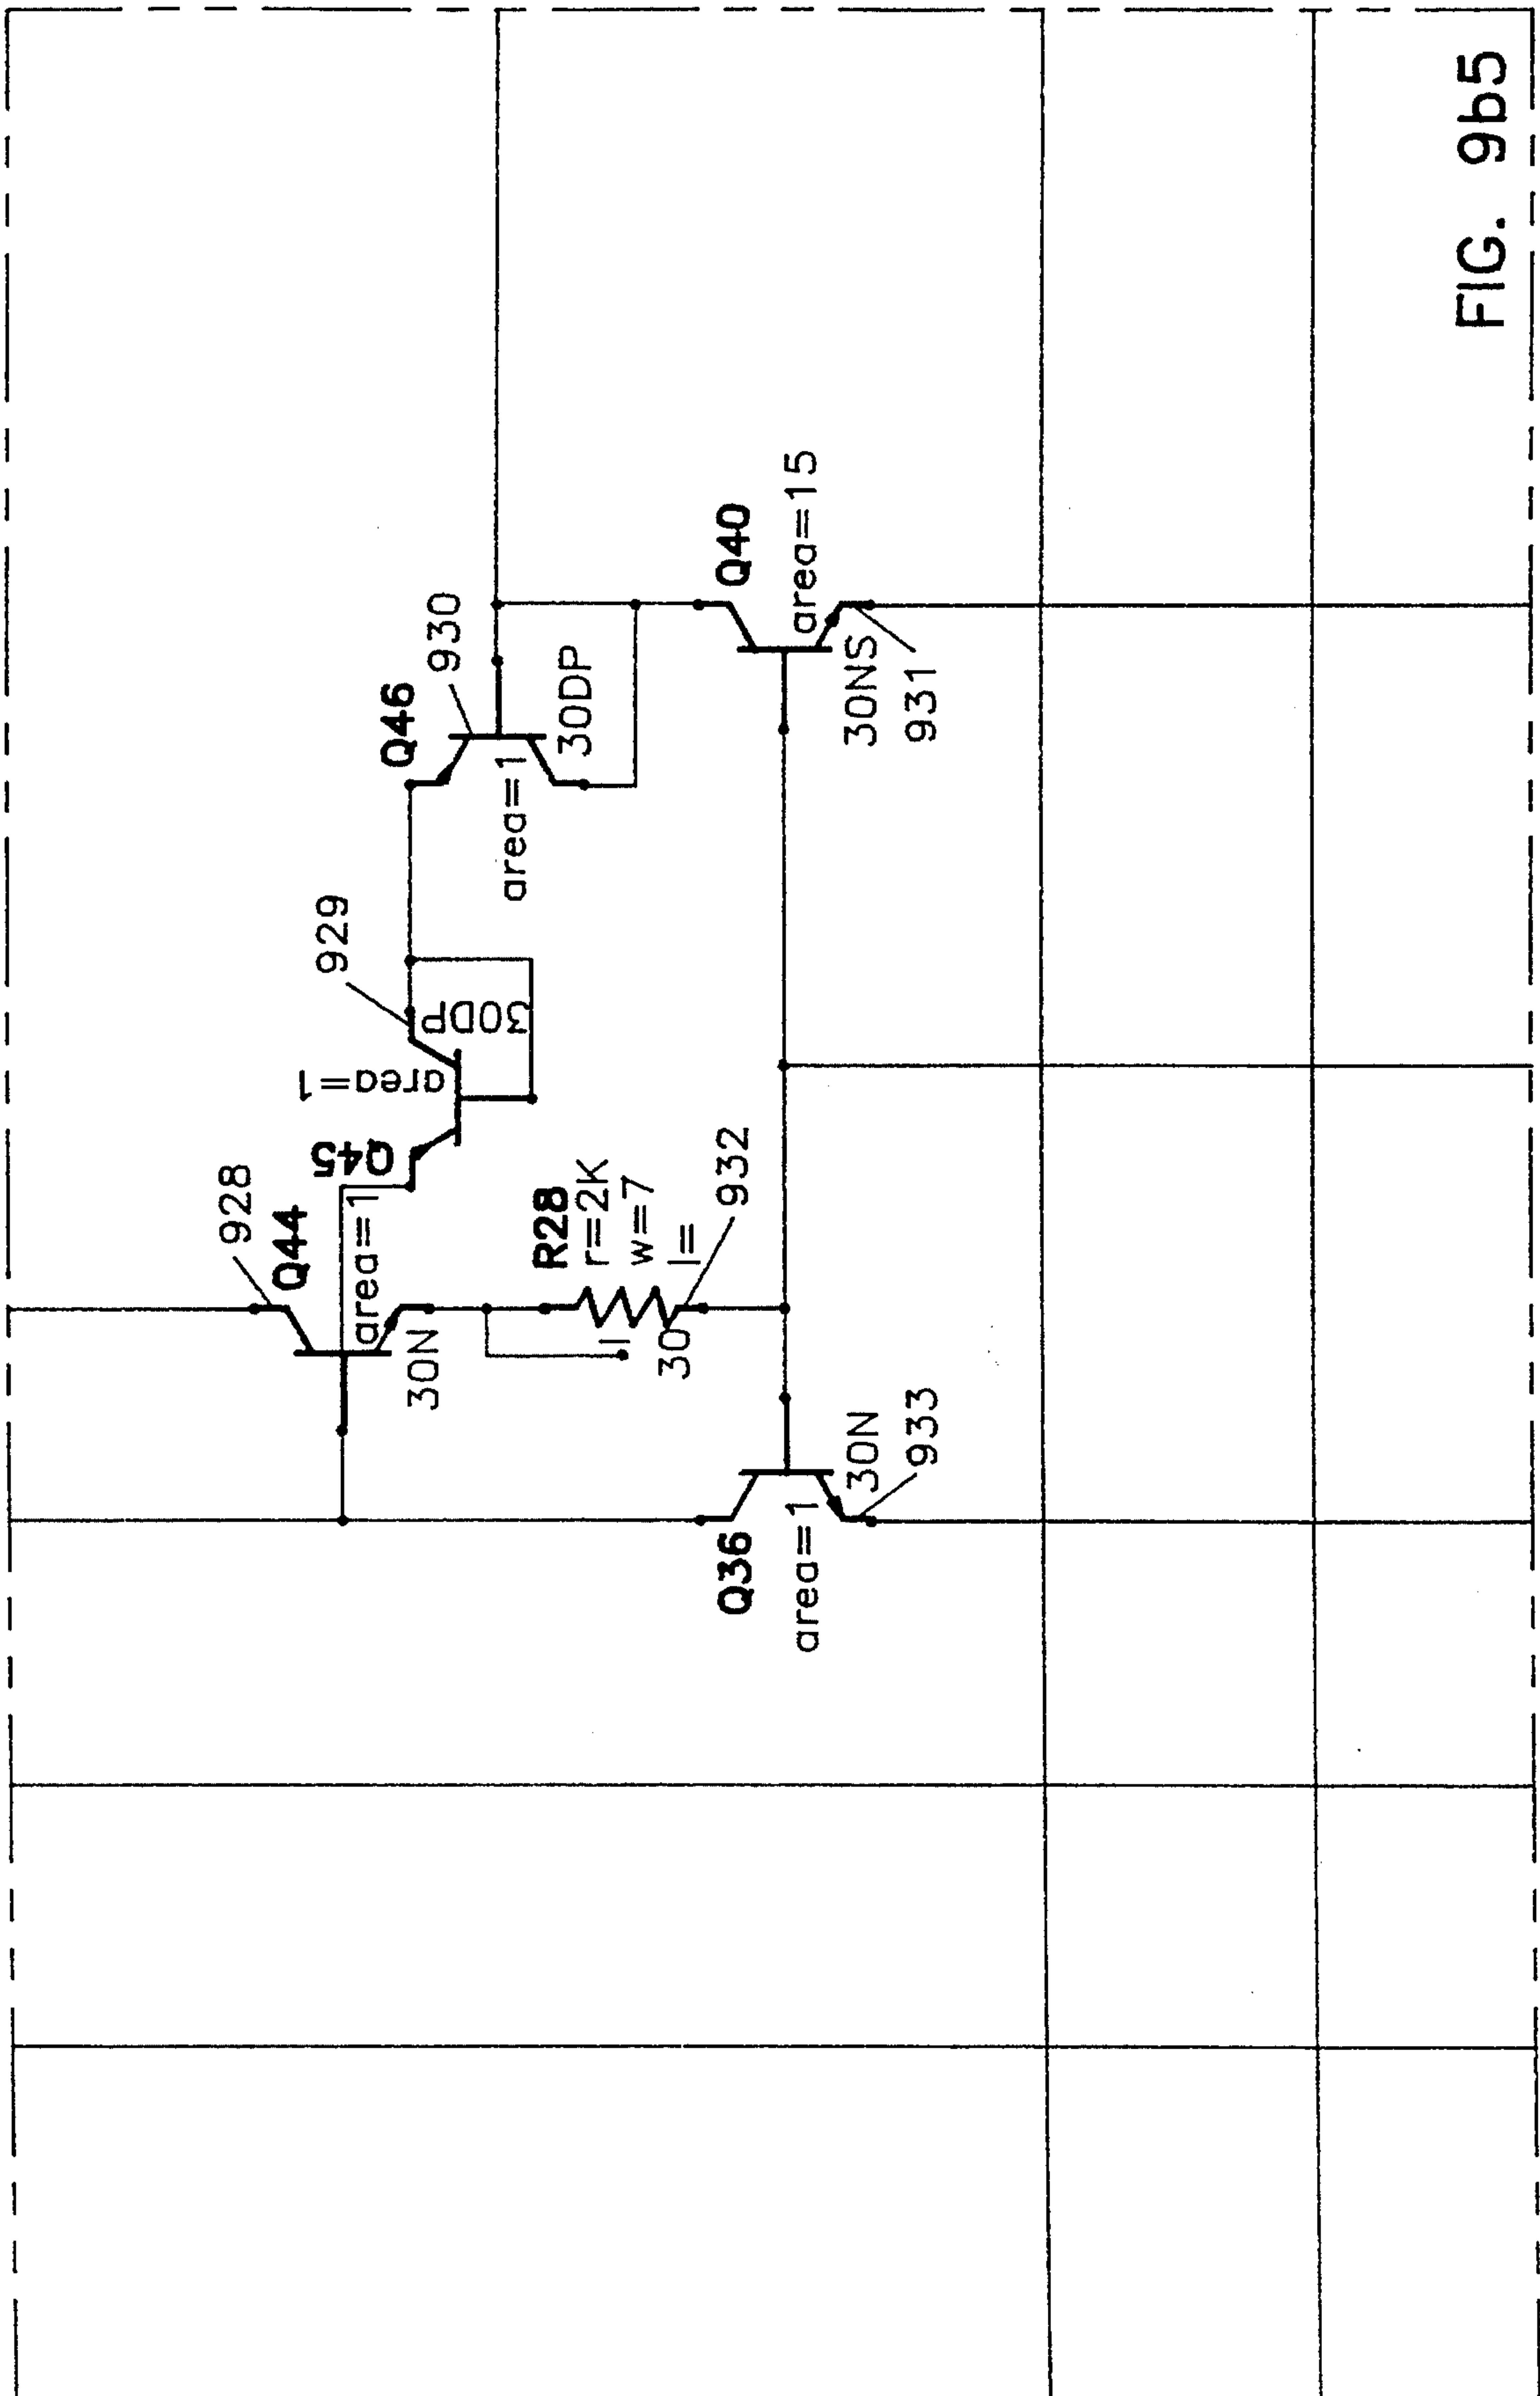 928
Q44
area=1
30N
929
Q45
area=1
30DP
Q46
930
area=1
30DP
R28
r=2K
w=7
l=
30
932
Q36
area=1
30N
933
Q40
area=15
30NS
931
FIG. 9b5